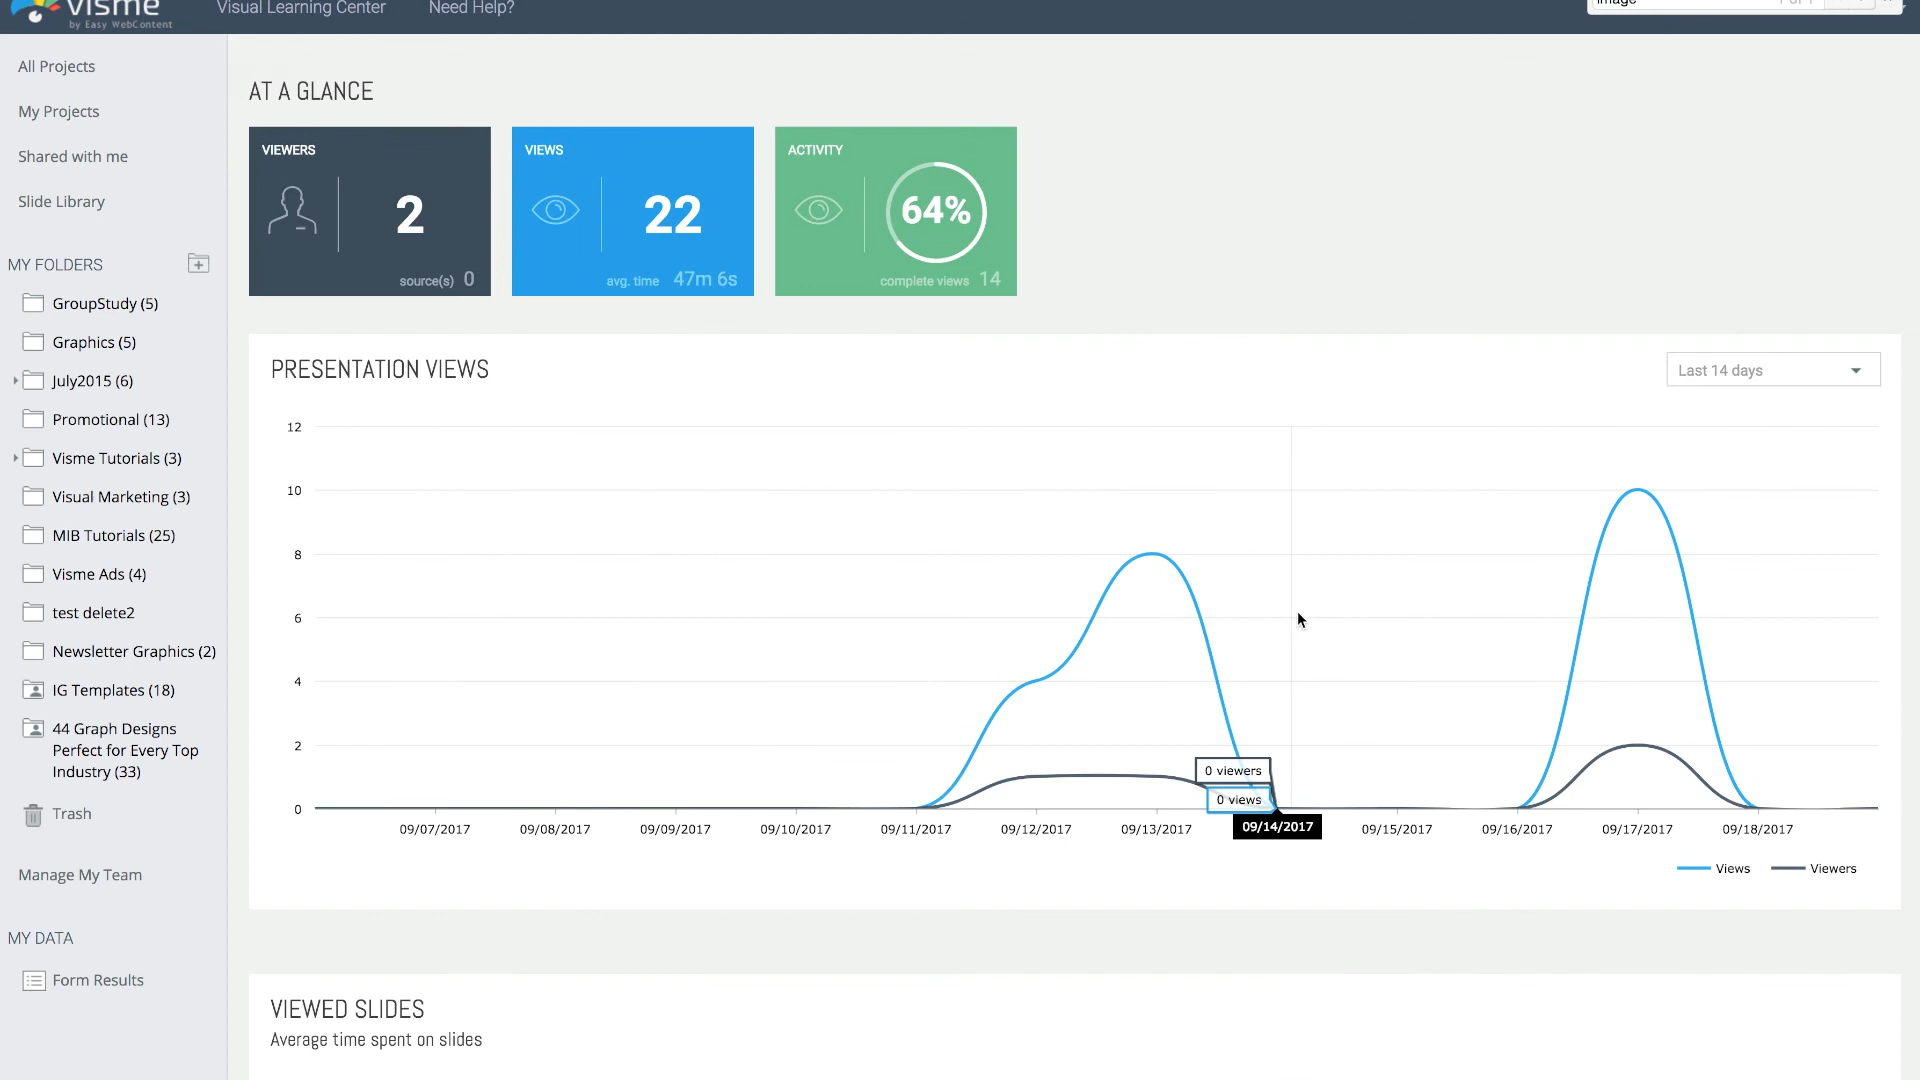 visme
by Easy WebContent
Visual Learning Center
Need Help?
image
All Projects
My Projects
Shared with me
Slide Library
MY FOLDERS
GroupStudy (5)
Graphics (5)
July2015 (6)
Promotional (13)
Visme Tutorials (3)
Visual Marketing (3)
MIB Tutorials (25)
Visme Ads (4)
test delete2
Newsletter Graphics (2)
IG Templates (18)
44 Graph Designs
Perfect for Every Top
Industry (33)
Trash
Manage My Team
MY DATA
Form Results
AT A GLANCE
VIEWERS
2
source(s) 0
VIEWS
22
avg. time 47m 6s
ACTIVITY
64%
complete views 14
PRESENTATION VIEWS
Last 14 days
12
10
8
6
4
2
0
0 viewers
0 views
09/07/2017
09/08/2017
09/09/2017
09/10/2017
09/11/2017
09/12/2017
09/13/2017
09/14/2017
09/15/2017
09/16/2017
09/17/2017
09/18/2017
Views
Viewers
VIEWED SLIDES
Average time spent on slides